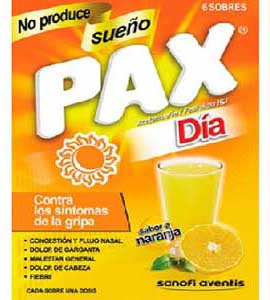 6 SOBRES
No produce
sueño
PAX
®
Día
Contra
los síntomas
de la gripa
sabor a
naranja
• CONGESTIÓN Y FLUJO NASAL
• DOLOR DE GARGANTA
• MALESTAR GENERAL
• DOLOR DE CABEZA
• FIEBRE
sanofi aventis
CADA SOBRE UNA DOSIS